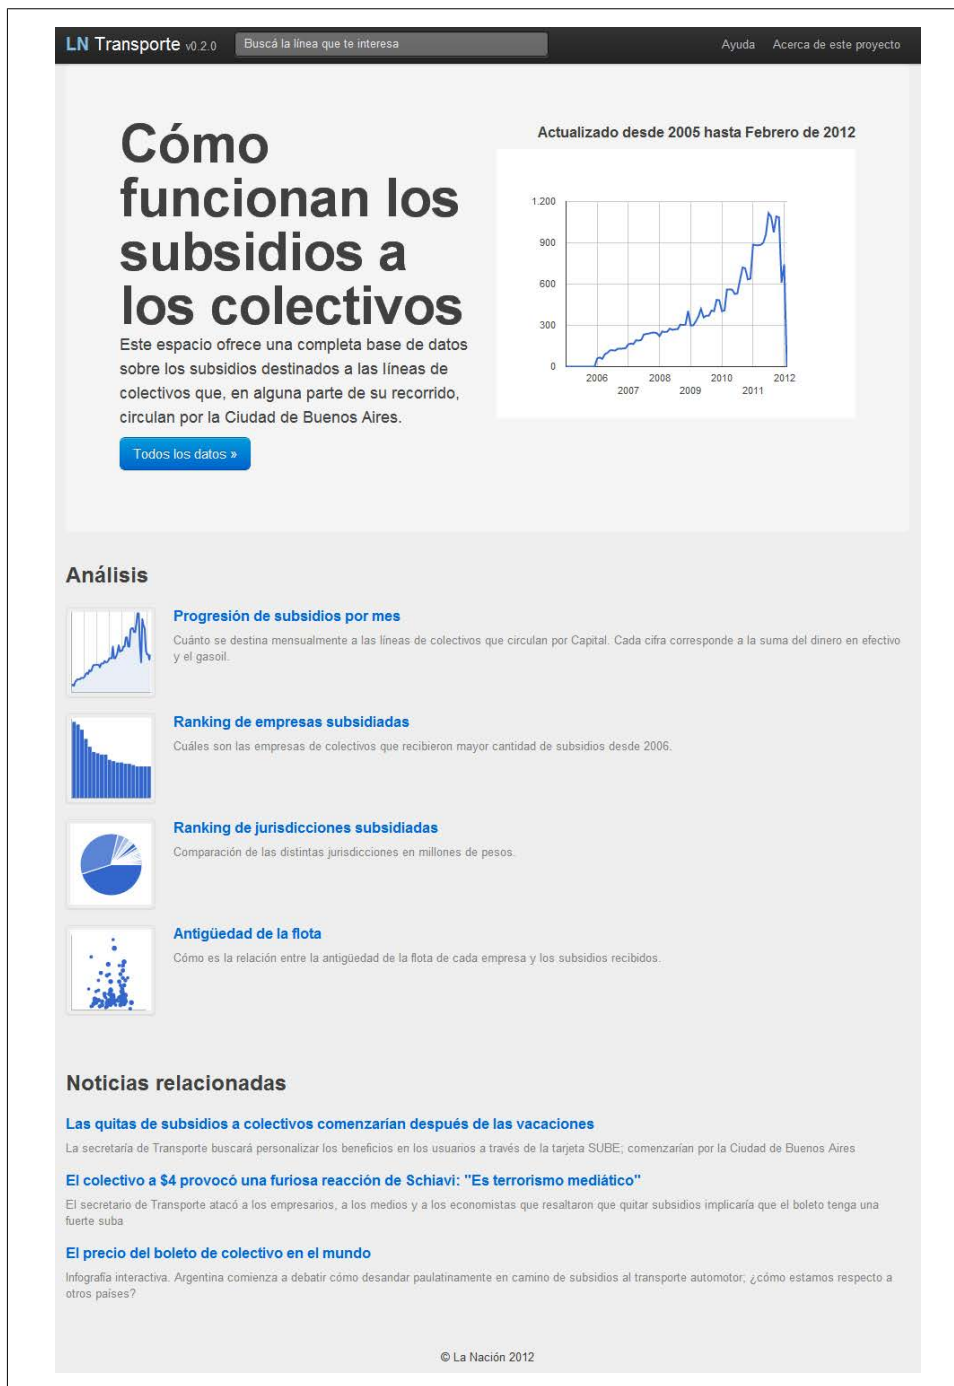 LN Transporte v0.2.0 Buscá la línea que te interesa Ayuda Acerca de este proyecto
Cómo
funcionan los
subsidios a
los colectivos
Este espacio ofrece una completa base de datos
sobre los subsidios destinados a las líneas de
colectivos que, en alguna parte de su recorrido,
circulan por la Ciudad de Buenos Aires.
Todos los datos »
Actualizado desde 2005 hasta Febrero de 2012
1.200
900
600
300
0
2006 2008 2010 2012
2007 2009 2011
Análisis
Progresión de subsidios por mes
Cuánto se destina mensualmente a las líneas de colectivos que circulan por Capital. Cada cifra corresponde a la suma del dinero en efectivo
y el gasoil.
Ranking de empresas subsidiadas
Cuáles son las empresas de colectivos que recibieron mayor cantidad de subsidios desde 2006.
Ranking de jurisdicciones subsidiadas
Comparación de las distintas jurisdicciones en millones de pesos.
Antigüedad de la flota
Cómo es la relación entre la antigüedad de la flota de cada empresa y los subsidios recibidos.
Noticias relacionadas
Las quitas de subsidios a colectivos comenzarían después de las vacaciones
La secretaría de Transporte buscará personalizar los beneficios en los usuarios a través de la tarjeta SUBE; comenzarían por la Ciudad de Buenos Aires
El colectivo a $4 provocó una furiosa reacción de Schiavi: "Es terrorismo mediático"
El secretario de Transporte atacó a los empresarios, a los medios y a los economistas que resaltaron que quitar subsidios implicaría que el boleto tenga una
fuerte suba
El precio del boleto de colectivo en el mundo
Infografía interactiva. Argentina comienza a debatir cómo desandar paulatinamente en camino de subsidios al transporte automotor; ¿cómo estamos respecto a
otros países?
© La Nación 2012